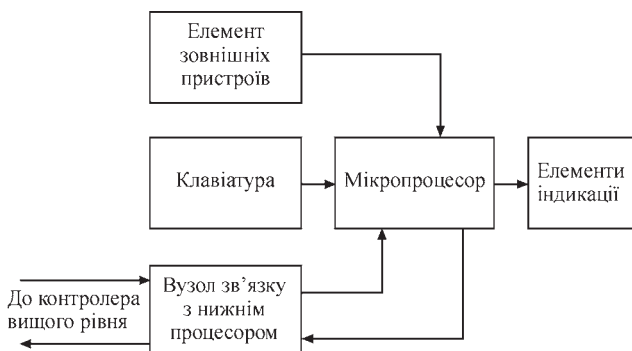 Елемент
зовнішніх
пристроїв
Клавіатура
Мікропроцесор
Елементи
індикації
До контролера
вищого рівня
Вузол зв’язку
з нижнім
процесором